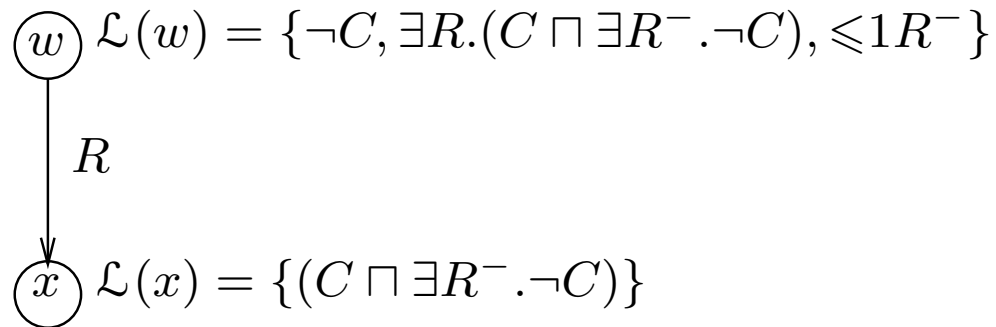 w ℒ(w) = {¬C, ∃R.(C ⊓ ∃R⁻.¬C), ⩽1R⁻}
R
x ℒ(x) = {(C ⊓ ∃R⁻.¬C)}